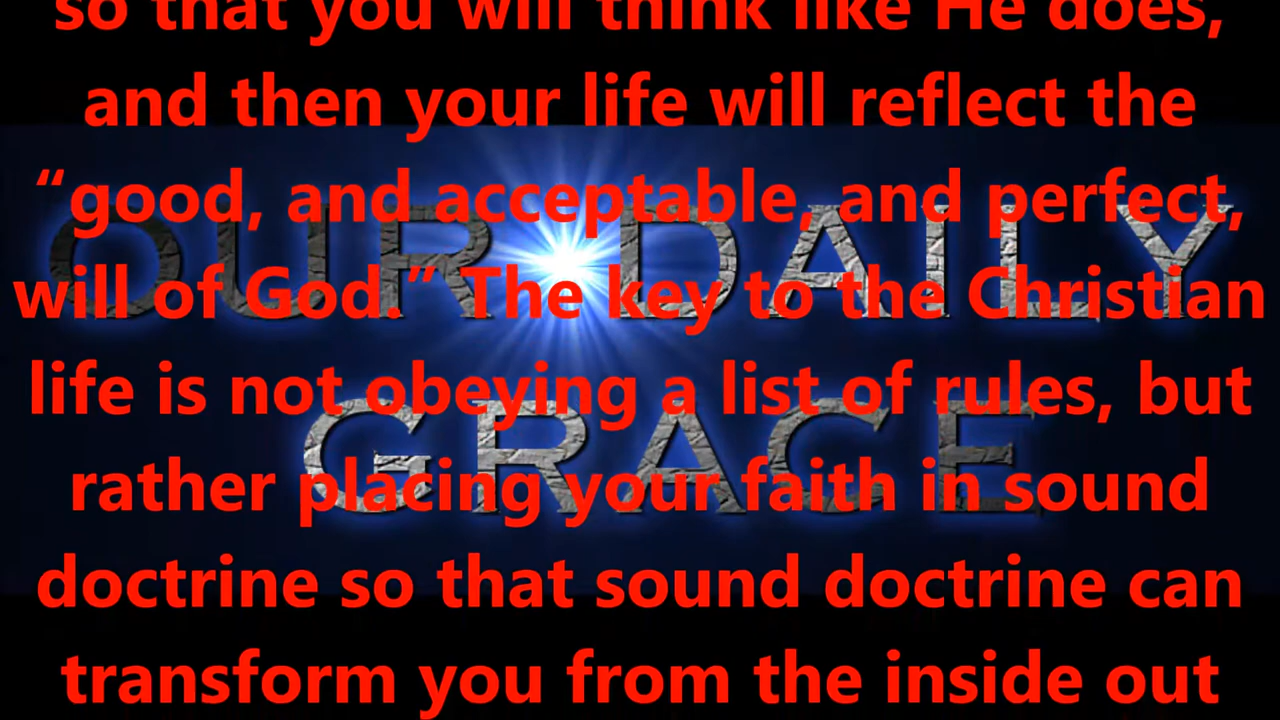 so that you will think like He does,
and then your life will reflect the
“good, and acceptable, and perfect,
will of God.” The key to the Christian
life is not obeying a list of rules, but
rather placing your faith in sound
doctrine so that sound doctrine can
transform you from the inside out
OUR DAILY
GRACE